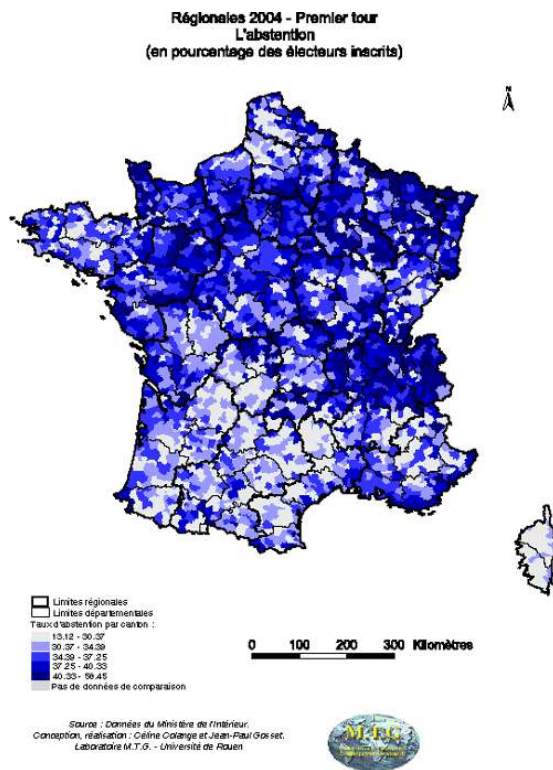 Régionales 2004 - Premier tour
L'abstention
(en pourcentage des électeurs inscrits)
N
Limites régionales
Limites départementales
Taux d'abstention par canton :
13.12 - 30.37
30.37 - 34.39
34.39 - 37.25
37.25 - 40.33
40.33 - 56.45
Pas de données de comparaison
0 100 200 300 Kilomètres
Source : Données du Ministère de l'Intérieur.
Conception, réalisation : Céline Colange et Jean-Paul Gosset.
Laboratoire M.T.G. - Université de Rouen
M.T.G